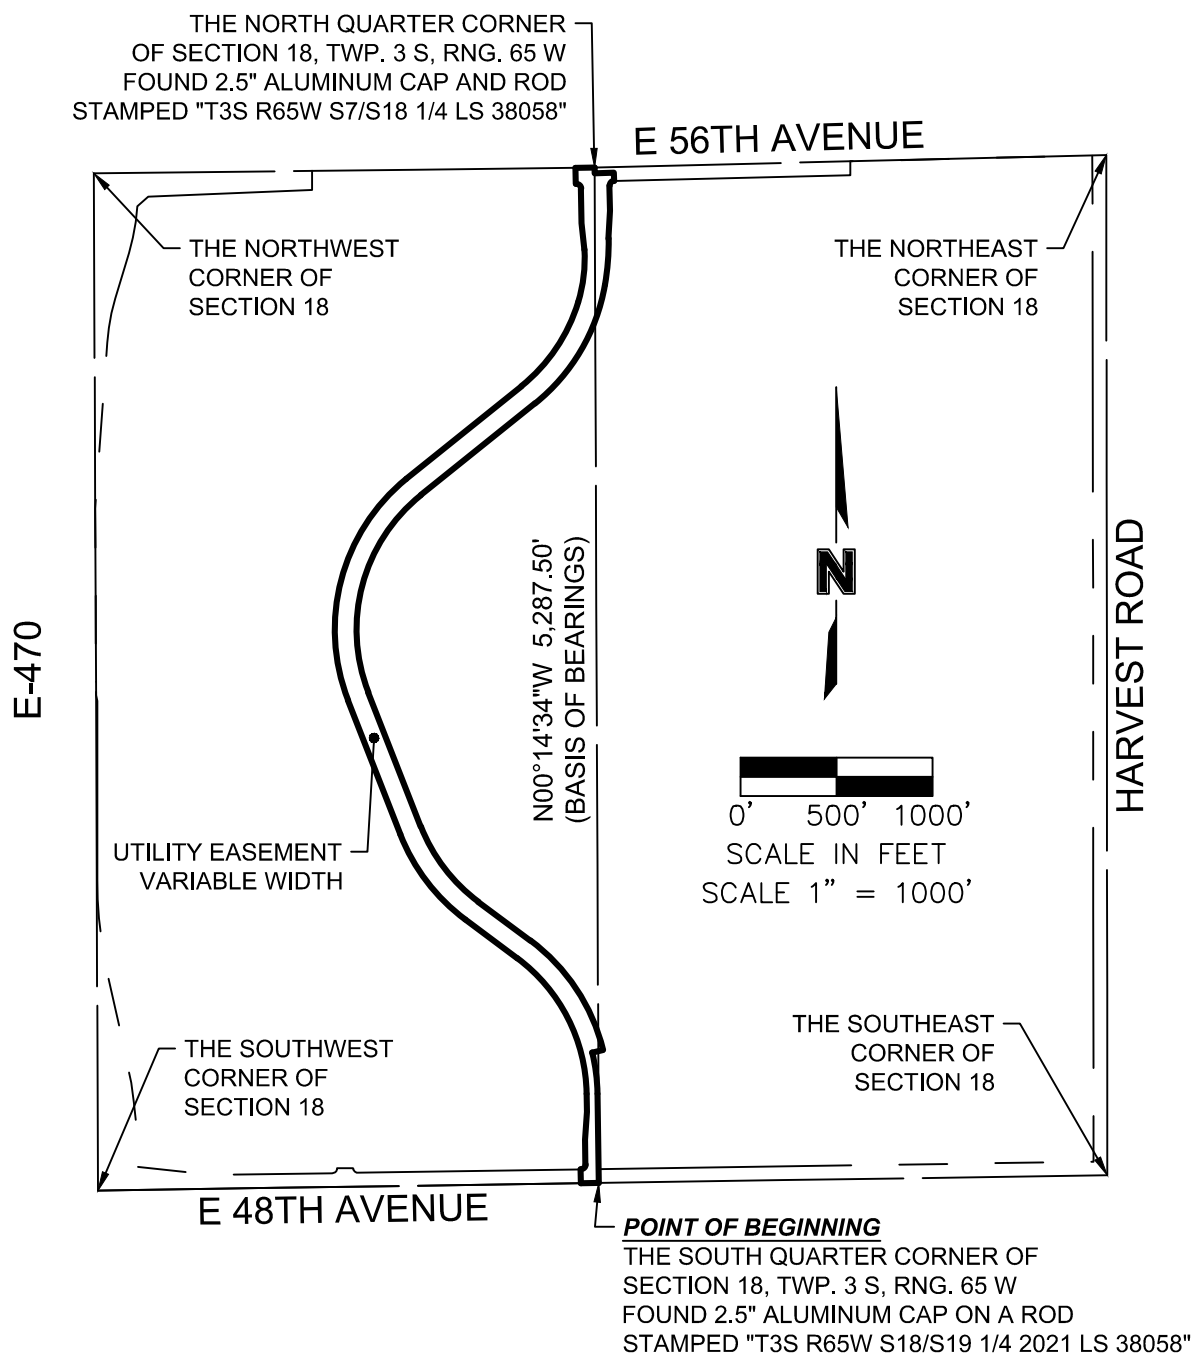 THE NORTH QUARTER CORNER
OF SECTION 18, TWP. 3 S, RNG. 65 W
FOUND 2.5" ALUMINUM CAP AND ROD
STAMPED "T3S R65W S7/S18 1/4 LS 38058"
E 56TH AVENUE
THE NORTHWEST
CORNER OF
SECTION 18
THE NORTHEAST
CORNER OF
SECTION 18
N
E-470
N00°14'34"W 5,287.50'
(BASIS OF BEARINGS)
HARVEST ROAD
0' 500' 1000'
SCALE IN FEET
SCALE 1" = 1000'
UTILITY EASEMENT
VARIABLE WIDTH
THE SOUTHWEST
CORNER OF
SECTION 18
THE SOUTHEAST
CORNER OF
SECTION 18
E 48TH AVENUE
POINT OF BEGINNING
THE SOUTH QUARTER CORNER OF
SECTION 18, TWP. 3 S, RNG. 65 W
FOUND 2.5" ALUMINUM CAP ON A ROD
STAMPED "T3S R65W S18/S19 1/4 2021 LS 38058"